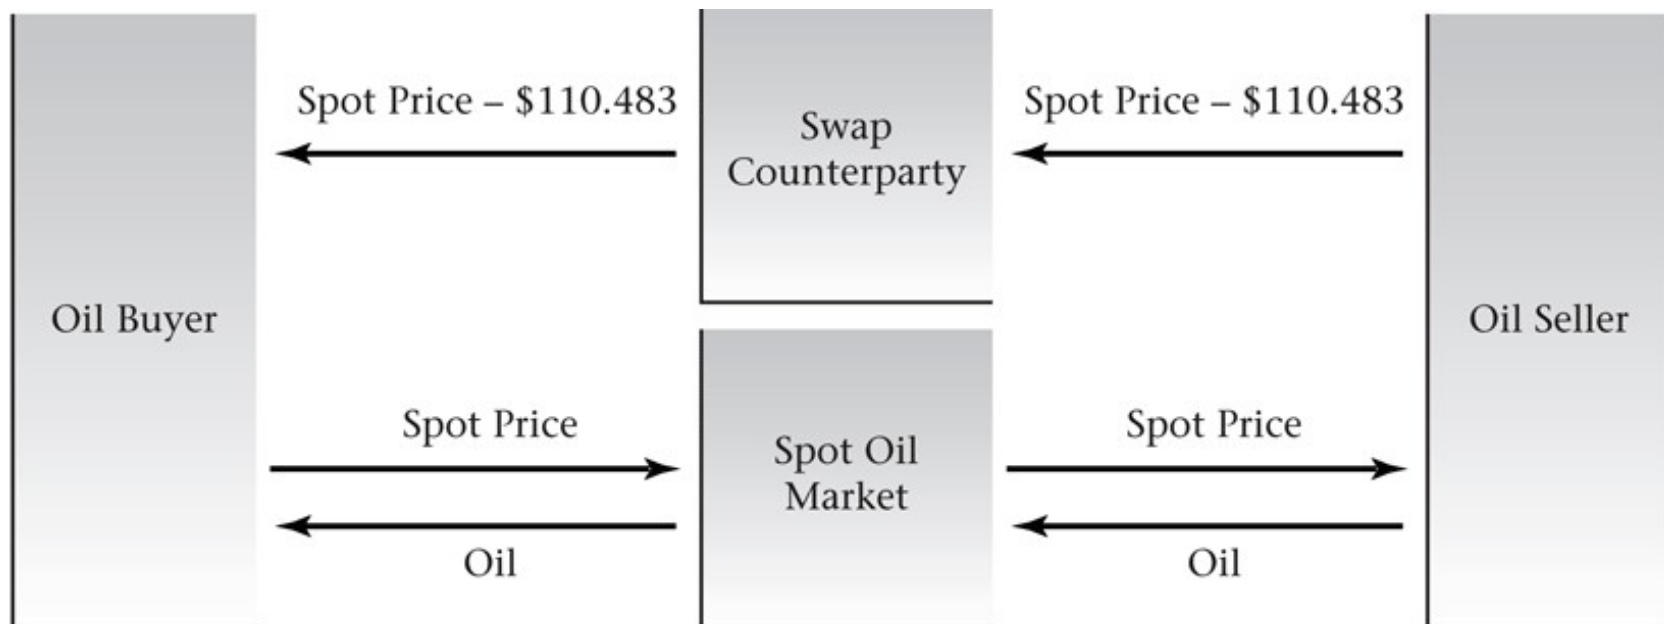 Spot Price – $110.483
Swap
Counterparty
Spot Price – $110.483
Oil Buyer
Oil Seller
Spot Price
Spot Oil
Market
Spot Price
Oil
Oil